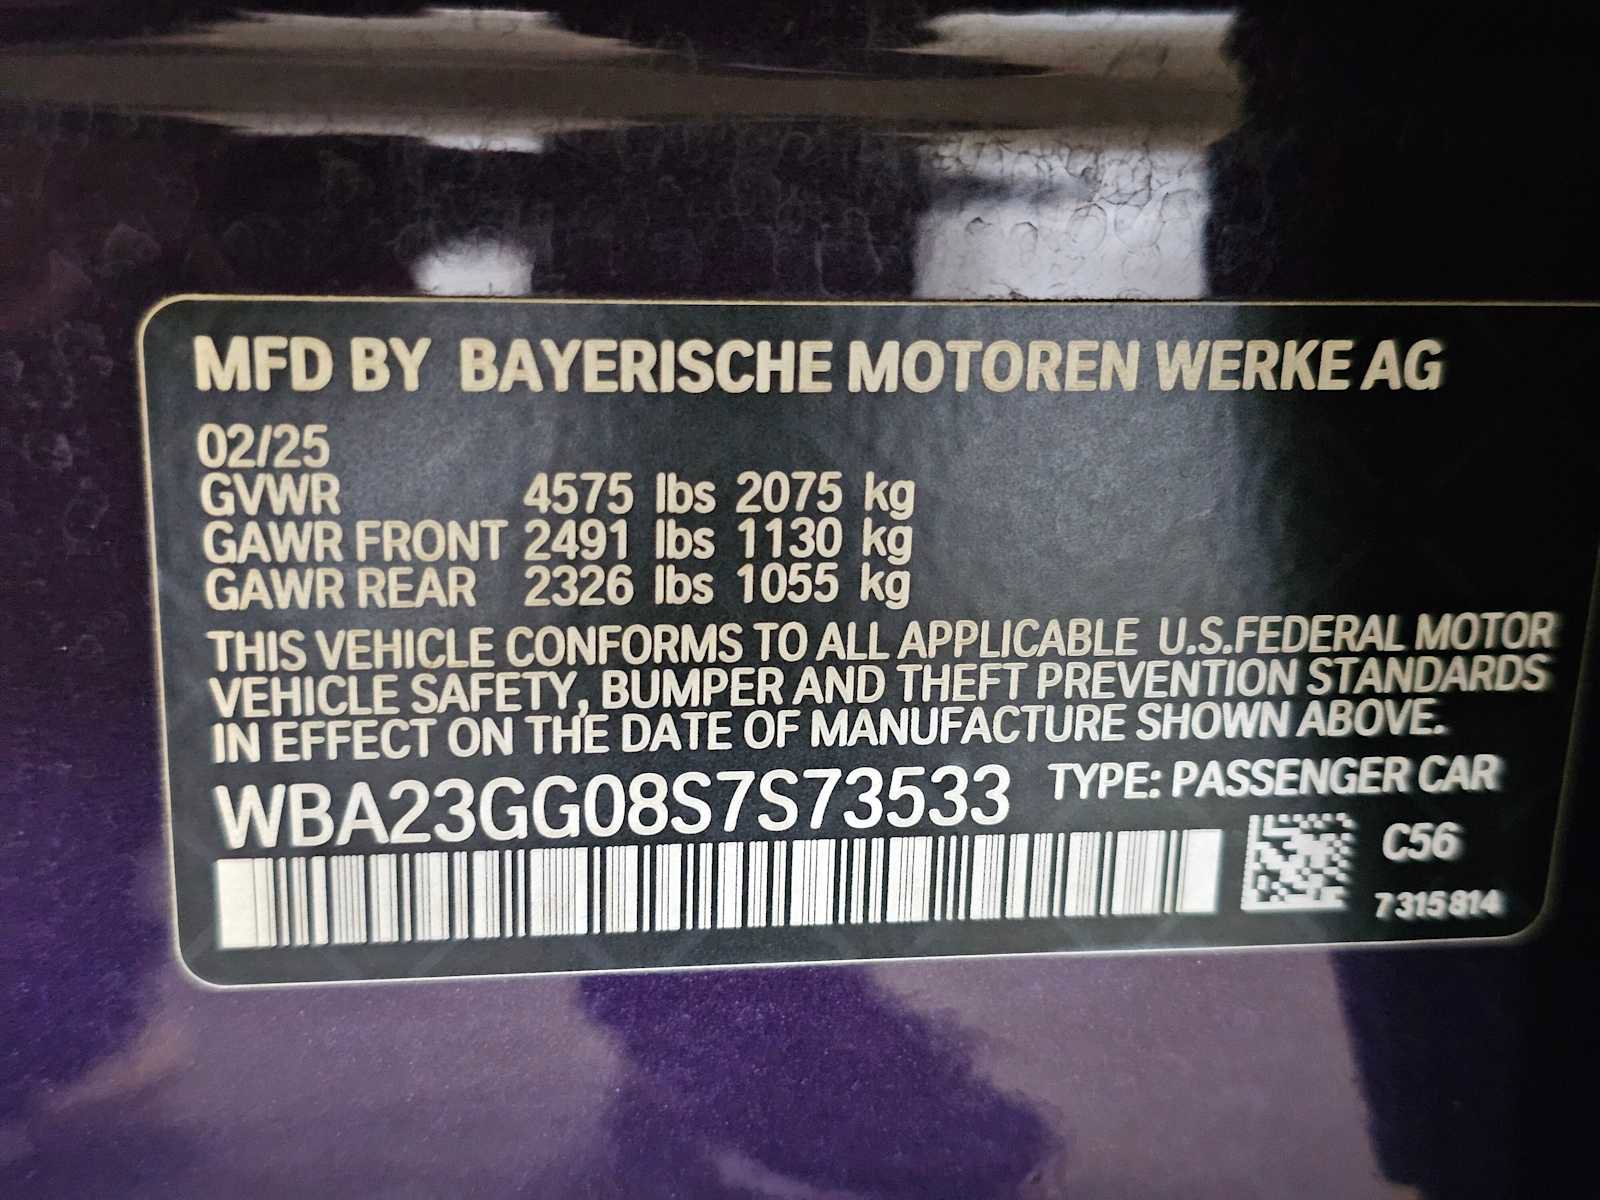 MFD BY BAYERISCHE MOTOREN WERKE AG
02/25
GVWR 4575 lbs 2075 kg
GAWR FRONT 2491 lbs 1130 kg
GAWR REAR 2326 lbs 1055 kg
THIS VEHICLE CONFORMS TO ALL APPLICABLE U.S.FEDERAL MOTOR
VEHICLE SAFETY, BUMPER AND THEFT PREVENTION STANDARDS
IN EFFECT ON THE DATE OF MANUFACTURE SHOWN ABOVE.
WBA23GG08S7S73533 TYPE: PASSENGER CAR
C56
7315814